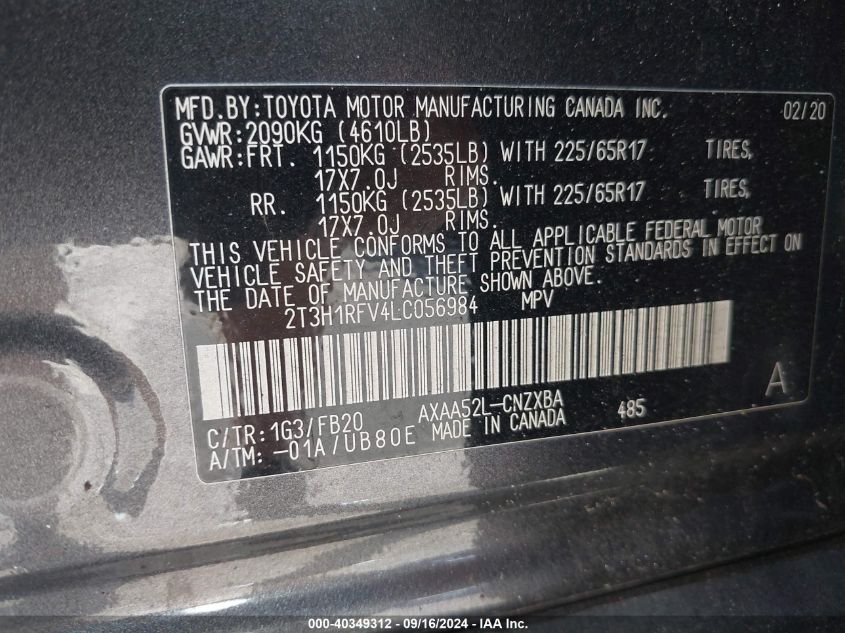 MFD.BY:TOYOTA MOTOR MANUFACTURING CANADA INC. 02/20
GVWR:2090KG (4610LB)
GAWR:FRT. 1150KG (2535LB) WITH 225/65R17 TIRES,
17X7.0J RIMS.
RR. 1150KG (2535LB) WITH 225/65R17 TIRES,
17X7.0J RIMS.
THIS VEHICLE CONFORMS TO ALL APPLICABLE FEDERAL MOTOR
VEHICLE SAFETY AND THEFT PREVENTION STANDARDS IN EFFECT ON
THE DATE OF MANUFACTURE SHOWN ABOVE.
2T3H1RFV4LC056984 MPV
A
C/TR:1G3/FB20 AXAA52L-CNZXBA 485
A/TM:-01A/UB80E MADE IN CANADA
000-40349312 - 09/16/2024 - IAA Inc.